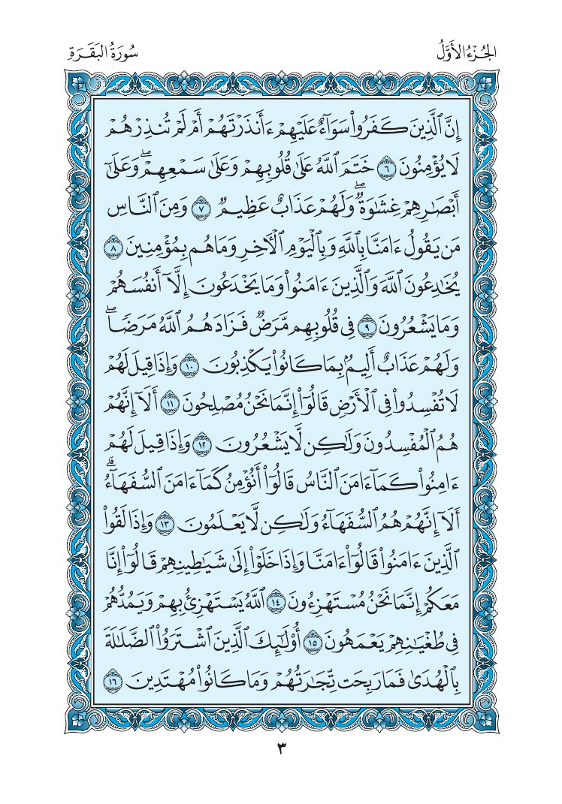 الجُزْءُ الأَوَّلُ
سُورَةُ البَقَرَةِ
إِنَّ ٱلَّذِينَ كَفَرُواْ سَوَآءٌ عَلَيْهِمْ ءَأَنذَرْتَهُمْ أَمْ لَمْ تُنذِرْهُمْ
لَا يُؤْمِنُونَ ٦ خَتَمَ ٱللَّهُ عَلَىٰ قُلُوبِهِمْ وَعَلَىٰ سَمْعِهِمْۖ وَعَلَىٰٓ
أَبْصَٰرِهِمْ غِشَٰوَةٌۖ وَلَهُمْ عَذَابٌ عَظِيمٌ ٧ وَمِنَ ٱلنَّاسِ
مَن يَقُولُ ءَامَنَّا بِٱللَّهِ وَبِٱلْيَوْمِ ٱلْأٓخِرِ وَمَا هُم بِمُؤْمِنِينَ ٨
يُخَٰدِعُونَ ٱللَّهَ وَٱلَّذِينَ ءَامَنُواْ وَمَا يَخْدَعُونَ إِلَّآ أَنفُسَهُمْ
وَمَا يَشْعُرُونَ ٩ فِي قُلُوبِهِم مَّرَضٌ فَزَادَهُمُ ٱللَّهُ مَرَضًاۖ
وَلَهُمْ عَذَابٌ أَلِيمُۢ بِمَا كَانُواْ يَكْذِبُونَ ١٠ وَإِذَا قِيلَ لَهُمْ
لَا تُفْسِدُواْ فِي ٱلْأَرْضِ قَالُوٓاْ إِنَّمَا نَحْنُ مُصْلِحُونَ ١١ أَلَآ إِنَّهُمْ
هُمُ ٱلْمُفْسِدُونَ وَلَٰكِن لَّا يَشْعُرُونَ ١٢ وَإِذَا قِيلَ لَهُمْ
ءَامِنُواْ كَمَآ ءَامَنَ ٱلنَّاسُ قَالُوٓاْ أَنُؤْمِنُ كَمَآ ءَامَنَ ٱلسُّفَهَآءُۗ
أَلَآ إِنَّهُمْ هُمُ ٱلسُّفَهَآءُ وَلَٰكِن لَّا يَعْلَمُونَ ١٣ وَإِذَا لَقُواْ
ٱلَّذِينَ ءَامَنُواْ قَالُوٓاْ ءَامَنَّا وَإِذَا خَلَوْاْ إِلَىٰ شَيَٰطِينِهِمْ قَالُوٓاْ إِنَّا
مَعَكُمْ إِنَّمَا نَحْنُ مُسْتَهْزِءُونَ ١٤ ٱللَّهُ يَسْتَهْزِئُ بِهِمْ وَيَمُدُّهُمْ
فِي طُغْيَٰنِهِمْ يَعْمَهُونَ ١٥ أُوْلَٰٓئِكَ ٱلَّذِينَ ٱشْتَرَوُاْ ٱلضَّلَٰلَةَ
بِٱلْهُدَىٰ فَمَا رَبِحَت تِّجَٰرَتُهُمْ وَمَا كَانُواْ مُهْتَدِينَ ١٦
٣